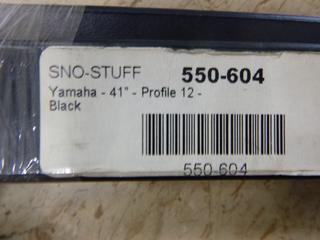 SNO-STUFF 550-604
Yamaha - 41" - Profile 12 -
Black
550-604